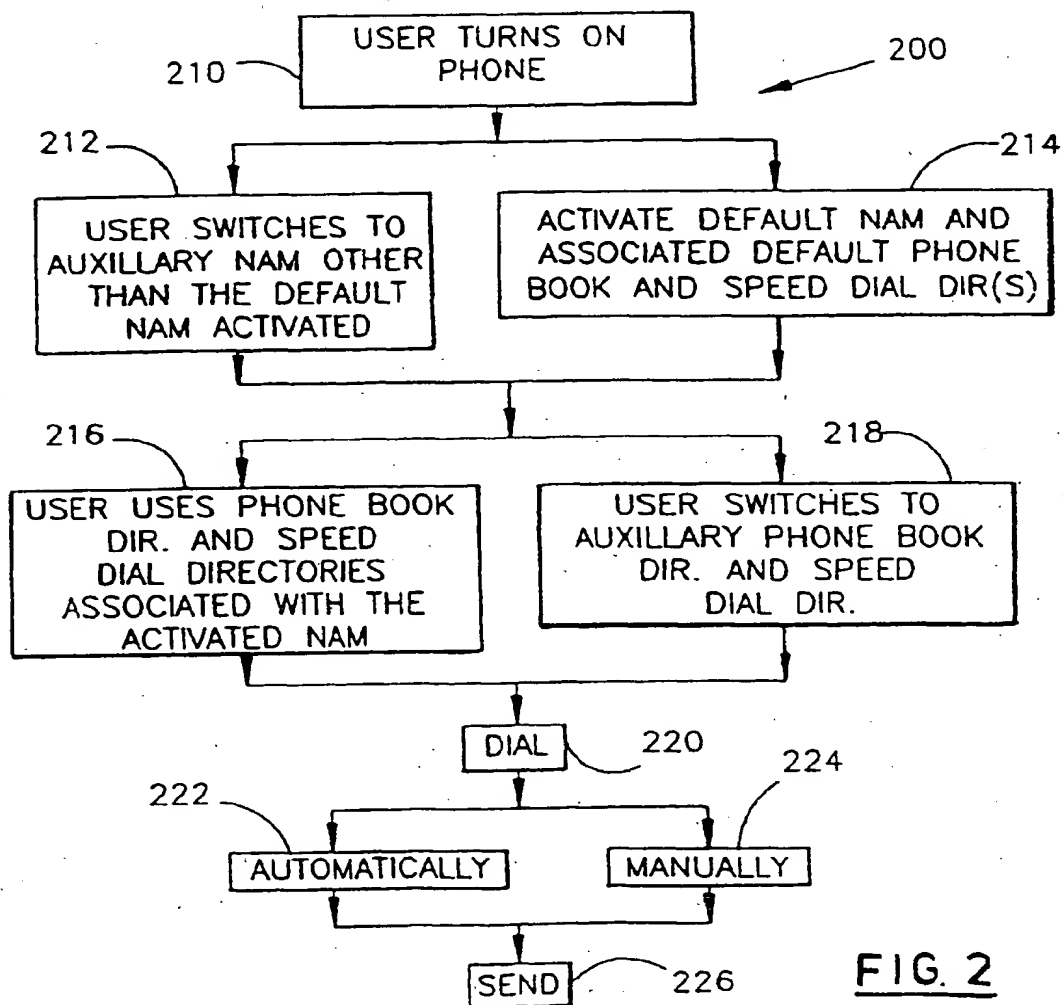 USER TURNS ON
PHONE
210
200
212
214
USER SWITCHES TO
AUXILLARY NAM OTHER
THAN THE DEFAULT
NAM ACTIVATED
ACTIVATE DEFAULT NAM AND
ASSOCIATED DEFAULT PHONE
BOOK AND SPEED DIAL DIR(S)
216
218
USER USES PHONE BOOK
DIR. AND SPEED
DIAL DIRECTORIES
ASSOCIATED WITH THE
ACTIVATED NAM
USER SWITCHES TO
AUXILLARY PHONE BOOK
DIR. AND SPEED
DIAL DIR.
DIAL
220
222
224
AUTOMATICALLY
MANUALLY
SEND
226
FIG. 2